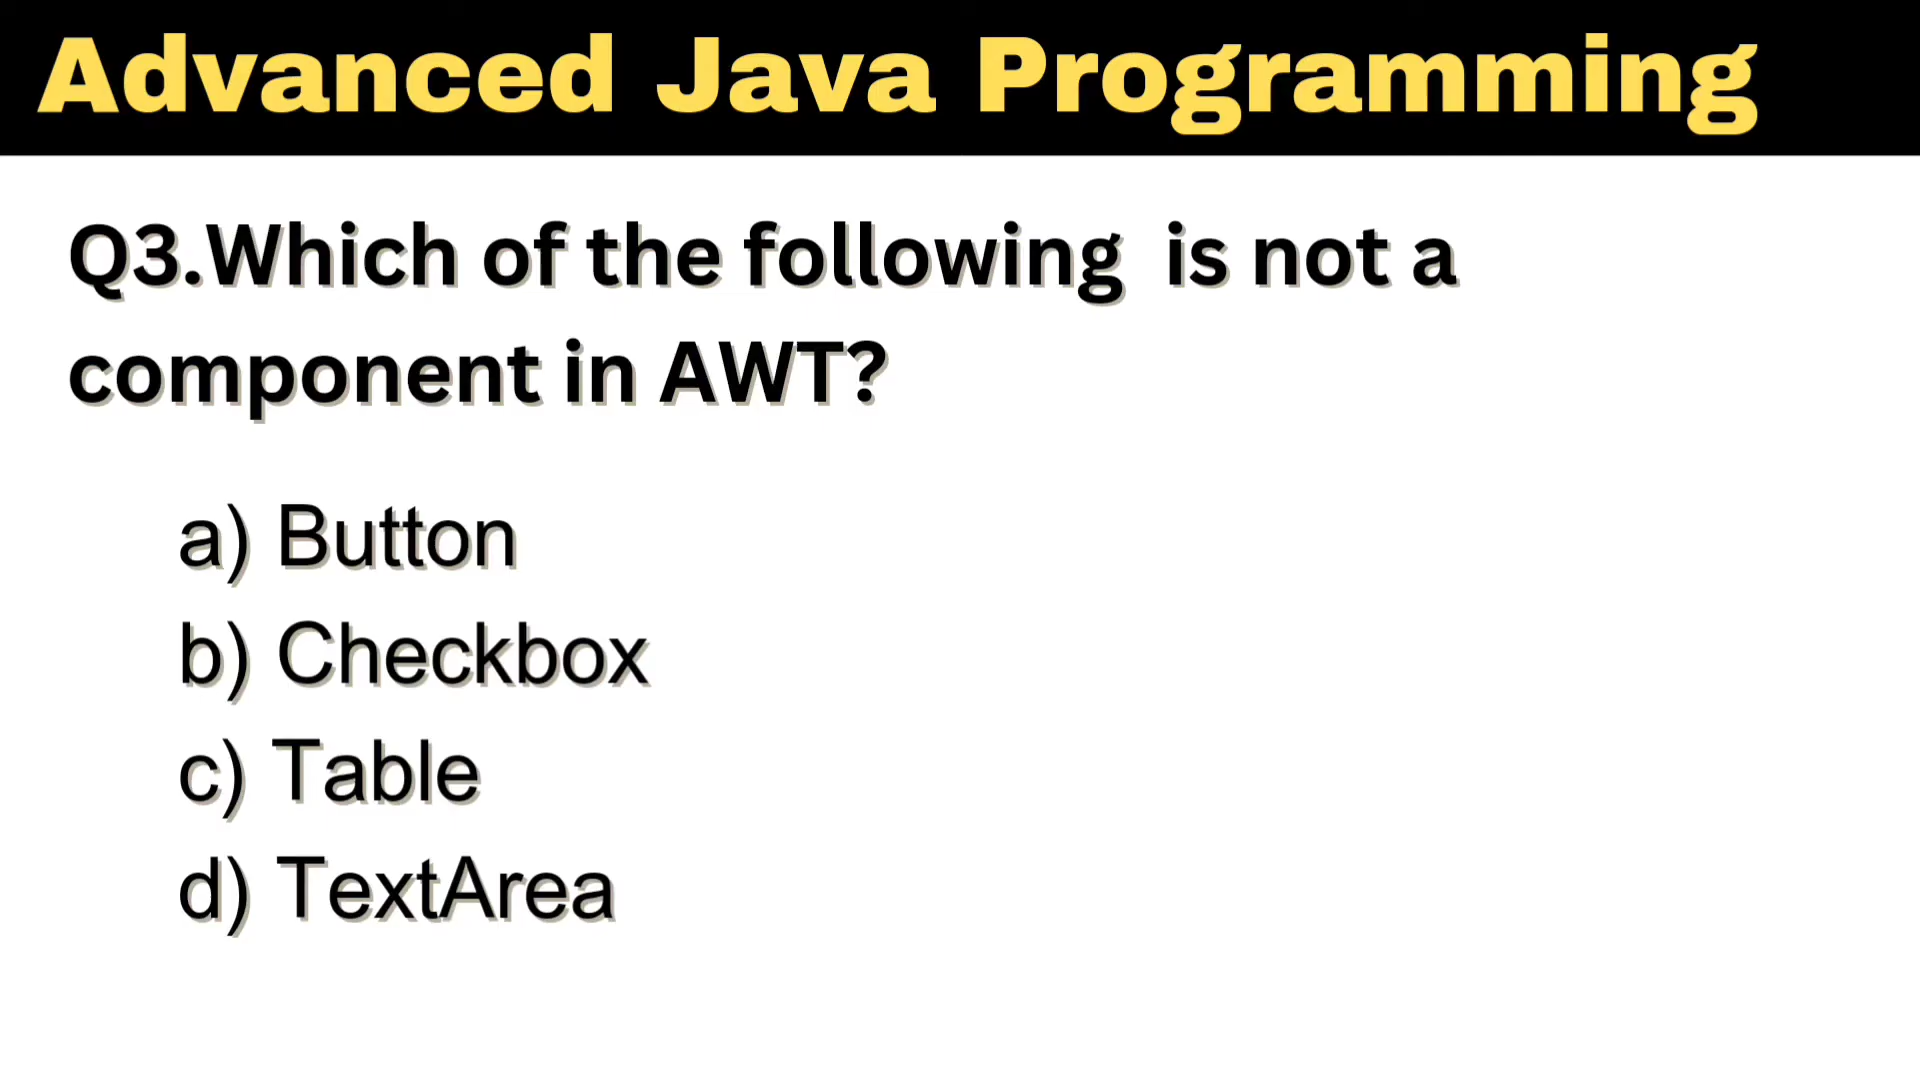 Advanced Java Programming
Q3.Which of the following  is not a
component in AWT?
a) Button
b) Checkbox
c) Table
d) TextArea